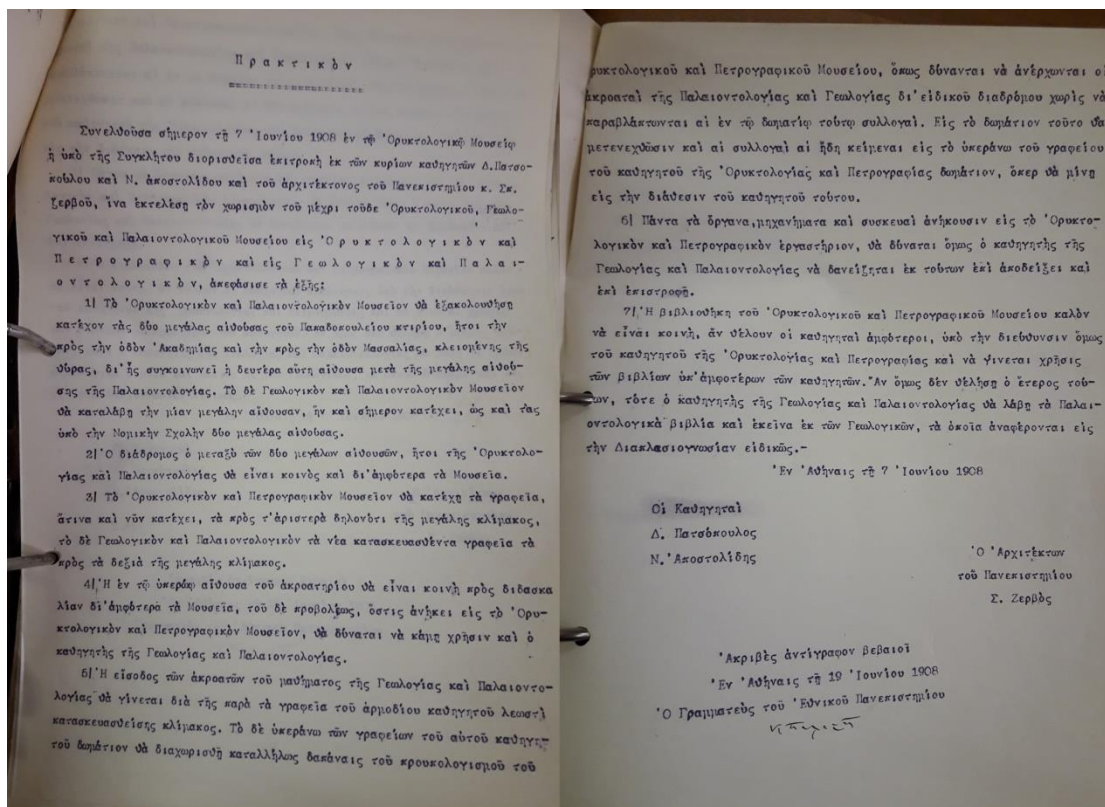 Πρακτικὸν
Συνελθοῦσα σήμερον τῇ 7 Ἰουνίου 1908 ἐν τῷ Ὀρυκτολογικῷ Μουσείῳ
ἡ ὑπὸ τῆς Συγκλήτου διορισθεῖσα ἐπιτροπὴ ἐκ τῶν κυρίων καθηγητῶν Δ.Πατσο-
πούλου καὶ Ν. ἀποστολίδου καὶ τοῦ ἀρχιτέκτονος τοῦ Πανεπιστημίου κ. Σπ.
ζερβοῦ, ἵνα ἐκτελέσῃ τὸν χωρισμὸν τοῦ μέχρι τοῦδε Ὀρυκτολογικοῦ, Γεωλο-
γικοῦ καὶ Παλαιοντολογικοῦ Μουσείου εἰς Ὀ ρ υ κ τ ο λ ο γ ι κ ὸ ν καὶ
Π ε τ ρ ο γ ρ α φ ι κ ὸ ν καὶ εἰς Γ ε ω λ ο γ ι κ ὸ ν καὶ Π α λ α ι -
ο ν τ ο λ ο γ ι κ ὸ ν, ἀπεφάσισε τὰ ἑξῆς:
1/ Τὸ Ὀρυκτολογικὸν καὶ Παλαιοντολογικὸν Μουσεῖον θὰ ἐξακολουθήσῃ
κατέχον τὰς δύο μεγάλας αἰθούσας τοῦ Παπαδοπουλείου κτιρίου, ἤτοι τὴν
πρὸς τὴν ὁδὸν Ἀκαδημίας καὶ τὴν πρὸς τὴν ὁδὸν Μασσαλίας, κλειομένης τῆς
θύρας, δι'ἧς συγκοινωνεῖ ἡ δευτέρα αὕτη αἴθουσα μετὰ τῆς μεγάλης αἰθού-
σης τῆς Παλαιοντολογίας. Τὸ δὲ Γεωλογικὸν καὶ Παλαιοντολογικὸν Μουσεῖον
θὰ καταλάβῃ τὴν μίαν μεγάλην αἴθουσαν, ἣν καὶ σήμερον κατέχει, ὡς καὶ τὰς
ὑπὸ τὴν Νομικὴν Σχολὴν δύο μεγάλας αἰθούσας.
2/ Ὁ διάδρομος ὁ μεταξὺ τῶν δύο μεγάλων αἰθουσῶν, ἤτοι τῆς Ὀρυκτολο-
γίας καὶ Παλαιοντολογίας θὰ εἶναι κοινὸς καὶ δι'ἀμφότερα τὰ Μουσεῖα.
3/ Τὸ Ὀρυκτολογικὸν καὶ Πετρογραφικὸν Μουσεῖον θὰ κατέχῃ τὰ γραφεῖα,
ἅτινα καὶ νῦν κατέχει, τὰ πρὸς τ'ἀριστερὰ δηλονότι τῆς μεγάλης κλίμακος,
τὸ δὲ Γεωλογικὸν καὶ Παλαιοντολογικὸν τὰ νέα κατασκευασθέντα γραφεῖα τὰ
πρὸς τὰ δεξιὰ τῆς μεγάλης κλίμακος.
4/ Ἡ ἐν τῷ ὑπερώῳ αἴθουσα τοῦ ἀκροατηρίου θὰ εἶναι κοινὴ πρὸς διδασκα
λίαν δι'ἀμφότερα τὰ Μουσεῖα, τοῦ δὲ προβολέως, ὅστις ἀνήκει εἰς τὸ Ὀρυ-
κτολογικὸν καὶ Πετρογραφικὸν Μουσεῖον, θὰ δύναται νὰ κάμῃ χρῆσιν καὶ ὁ
καθηγητὴς τῆς Γεωλογίας καὶ Παλαιοντολογίας.
5/ Ἡ εἴσοδος τῶν ἀκροατῶν τοῦ μαθήματος τῆς Γεωλογίας καὶ Παλαιοντο-
λογίας θὰ γίνεται διὰ τῆς παρὰ τὰ γραφεῖα τοῦ ἁρμοδίου καθηγητοῦ λεωστὶ
κατασκευασθείσης κλίμακος. Τὸ δὲ ὑπεράνω τῶν γραφείων τοῦ αὐτοῦ καθηγη-
τοῦ δωμάτιον θὰ διαχωρισθῇ καταλλήλως δαπάναις τοῦ προυπολογισμοῦ τοῦ
ρυκτολογικοῦ καὶ Πετρογραφικοῦ Μουσείου, ὅπως δύνανται νὰ ἀνέρχωνται οἱ
ἀκροαταὶ τῆς Παλαιοντολογίας καὶ Γεωλογίας δι'εἰδικοῦ διαδρόμου χωρὶς νὰ
παραβλάπτωνται αἱ ἐν τῷ δωματίῳ τούτῳ συλλογαί. Εἰς τὸ δωμάτιον τοῦτο θὰ
μετενεχθῶσιν καὶ αἱ συλλογαὶ αἱ ἤδη κείμεναι εἰς τὸ ὑπεράνω τοῦ γραφείου
τοῦ καθηγητοῦ τῆς Ὀρυκτολογίας καὶ Πετρογραφίας δωμάτιον, ὅπερ θὰ μίνῃ
εἰς τὴν διάθεσιν τοῦ καθηγητοῦ τούτου.
6/ Πάντα τὰ ὄργανα,μηχανήματα καὶ συσκευαὶ ἀνήκουσιν εἰς τὸ Ὀρυκτο-
λογικὸν καὶ Πετρογραφικὸν ἐργαστήριον, θὰ δύναται ὅμως ὁ καθηγητὴς τῆς
Γεωλογίας καὶ Παλαιοντολογίας νὰ δανείζηται ἐκ τούτων ἐπὶ ἀποδείξει καὶ
ἐπὶ ἐπιστροφῇ.
7/ Ἡ βιβλιοθήκη τοῦ Ὀρυκτολογικοῦ καὶ Πετρογραφικοῦ Μουσείου καλὸν
νὰ εἶναι κοινή, ἂν θέλουν οἱ καθηγηταὶ ἀμφότεροι, ὑπὸ τὴν διεύθυνσιν ὅμως
τοῦ καθηγητοῦ τῆς Ὀρυκτολογίας καὶ Πετρογραφίας καὶ νὰ γίνεται χρῆσις
τῶν βιβλίων ὑπ'ἀμφοτέρων τῶν καθηγητῶν. Ἂν ὅμως δὲν θελήσῃ ὁ ἕτερος τού-
των, τότε ὁ καθηγητὴς τῆς Γεωλογίας καὶ Παλαιοντολογίας θὰ λάβῃ τὰ Παλαι-
οντολογικὰ βιβλία καὶ ἐκεῖνα ἐκ τῶν Γεωλογικῶν, τὰ ὁποῖα ἀναφέρονται εἰς
τὴν Διαπλασιογνωσίαν εἰδικῶς.-
Ἐν Ἀθήναις τῇ 7 Ἰουνίου 1908
Οἱ Καθηγηταὶ
Δ. Πατσόπουλος
Ν. Ἀποστολίδης
Ὁ Ἀρχιτέκτων
τοῦ Πανεπιστημίου
Σ. Ζερβὸς
Ἀκριβὲς ἀντίγραφον βεβαιοῖ
Ἐν Ἀθήναις τῇ 19 Ἰουνίου 1908
Ὁ Γραμματεὺς τοῦ Ἐθνικοῦ Πανεπιστημίου